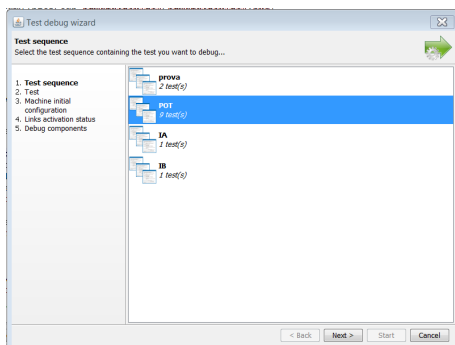 Test debug wizard
Test sequence
Select the test sequence containing the test you want to debug...
1. Test sequence
2. Test
3. Machine initial
configuration
4. Links activation status
5. Debug components
prova
2 test(s)
POT
9 test(s)
IA
1 test(s)
IB
1 test(s)
< Back
Next >
Start
Cancel